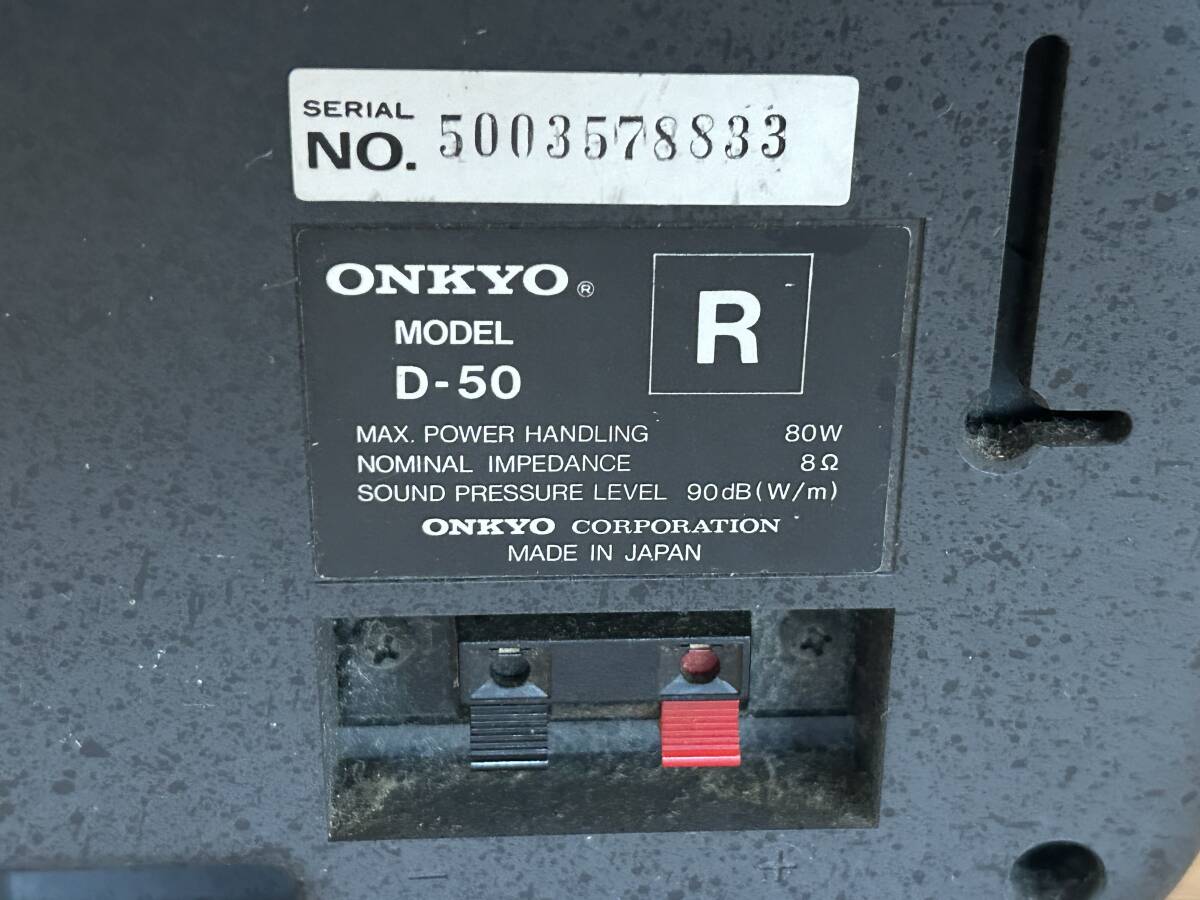 SERIAL
NO. 5003578833
ONKYO®
R
MODEL
D-50
MAX. POWER HANDLING 80W
NOMINAL IMPEDANCE 8Ω
SOUND PRESSURE LEVEL 90dB(W/m)
ONKYO CORPORATION
MADE IN JAPAN
- +